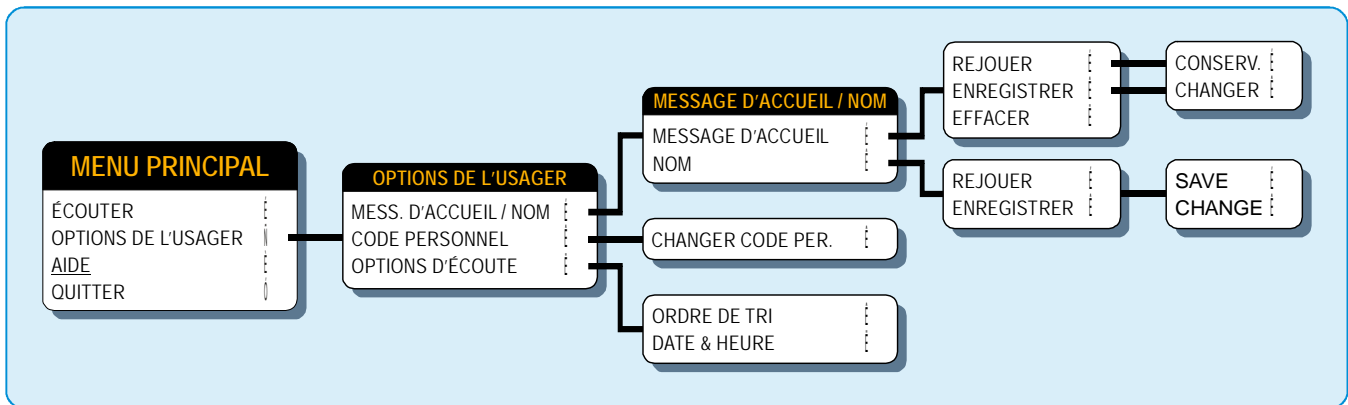 MENU PRINCIPAL
ÉCOUTER
OPTIONS DE L'USAGER
AIDE
QUITTER
OPTIONS DE L'USAGER
MESS. D'ACCUEIL / NOM
CODE PERSONNEL
OPTIONS D'ÉCOUTE
MESSAGE D'ACCUEIL / NOM
MESSAGE D'ACCUEIL
NOM
CHANGER CODE PER.
ORDRE DE TRI
DATE & HEURE
REJOUER
ENREGISTRER
EFFACER
REJOUER
ENREGISTRER
CONSERV.
CHANGER
SAVE
CHANGE